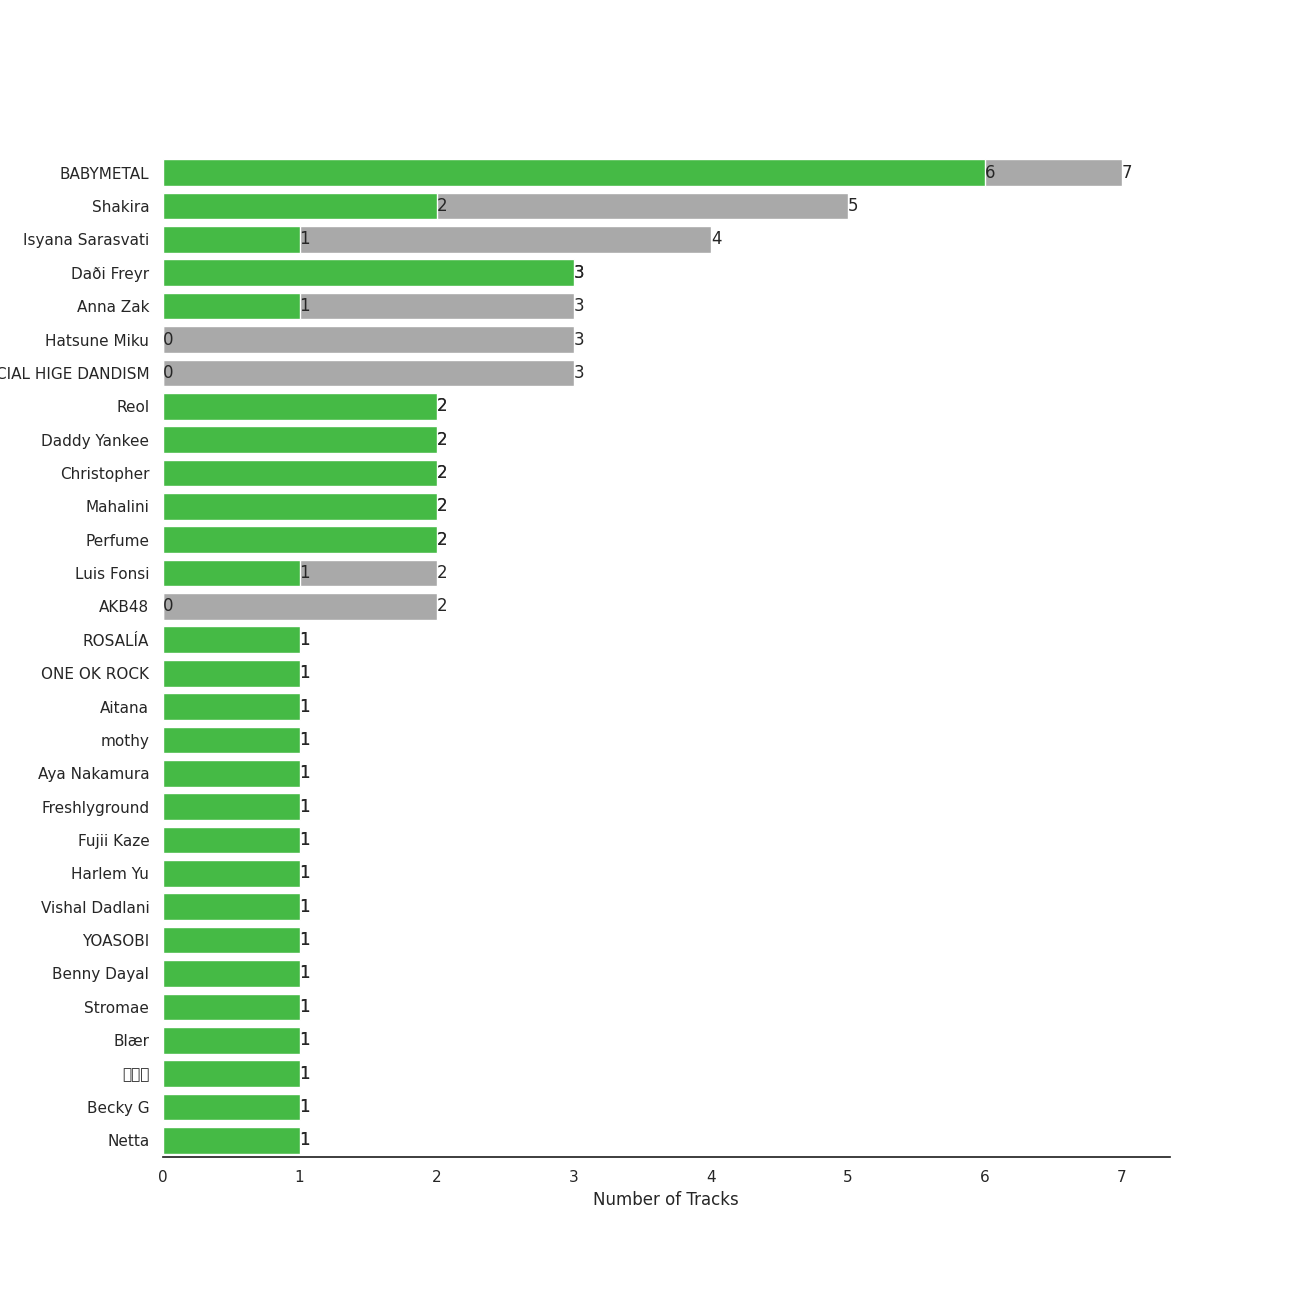 BABYMETAL 6 7
Shakira 2 5
Isyana Sarasvati 1 4
Daði Freyr 3
Anna Zak 1 3
Hatsune Miku 0 3
CIAL HIGE DANDISM 0 3
Reol 2
Daddy Yankee 2
Christopher 2
Mahalini 2
Perfume 2
Luis Fonsi 1 2
AKB48 0 2
ROSALÍA 1
ONE OK ROCK 1
Aitana 1
mothy 1
Aya Nakamura 1
Freshlyground 1
Fujii Kaze 1
Harlem Yu 1
Vishal Dadlani 1
YOASOBI 1
Benny Dayal 1
Stromae 1
Blær 1
1
Becky G 1
Netta 1
0 1 2 3 4 5 6 7
Number of Tracks